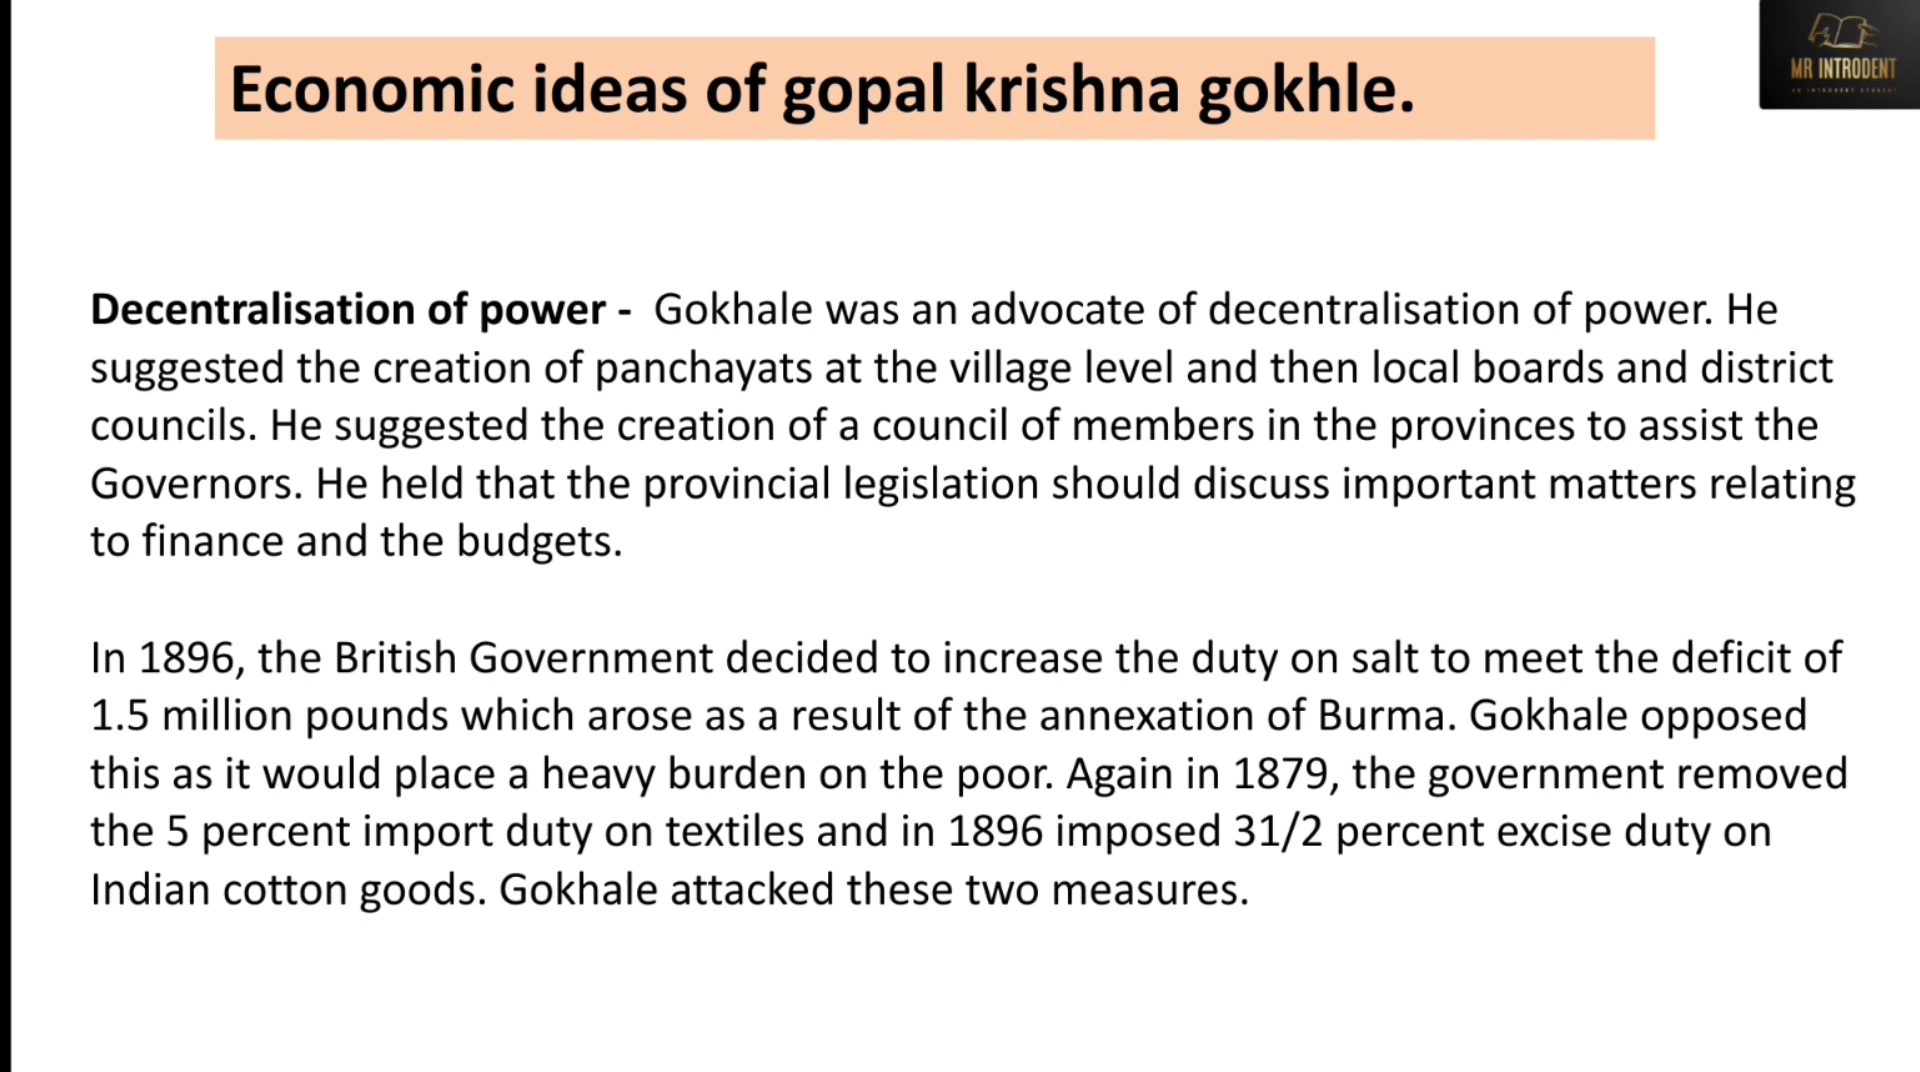 MR INTRODENT
AN INTROVERT STUDENT
Economic ideas of gopal krishna gokhle.
Decentralisation of power - Gokhale was an advocate of decentralisation of power. He
suggested the creation of panchayats at the village level and then local boards and district
councils. He suggested the creation of a council of members in the provinces to assist the
Governors. He held that the provincial legislation should discuss important matters relating
to finance and the budgets.
In 1896, the British Government decided to increase the duty on salt to meet the deficit of
1.5 million pounds which arose as a result of the annexation of Burma. Gokhale opposed
this as it would place a heavy burden on the poor. Again in 1879, the government removed
the 5 percent import duty on textiles and in 1896 imposed 31/2 percent excise duty on
Indian cotton goods. Gokhale attacked these two measures.